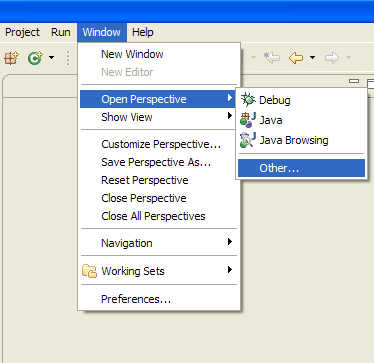 Project Run Window Help
New Window
New Editor
Open Perspective
Show View
Customize Perspective...
Save Perspective As...
Reset Perspective
Close Perspective
Close All Perspectives
Navigation
Working Sets
Preferences...
Debug
Java
Java Browsing
Other...